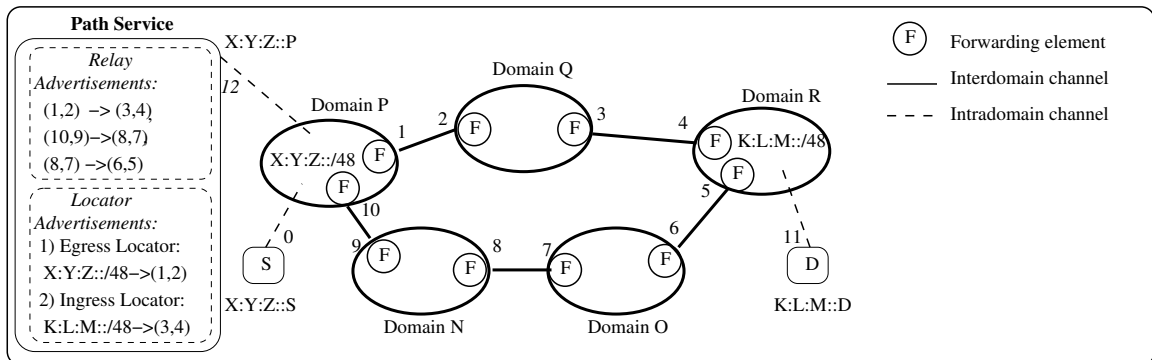 Path Service
Relay
Advertisements:
(1,2) –> (3,4),
(10,9)–>(8,7),
(8,7) –>(6,5)
Locator
Advertisements:
1) Egress Locator:
X:Y:Z::/48–>(1,2)
2) Ingress Locator:
K:L:M::/48–>(3,4)
X:Y:Z::P
12
Domain P
X:Y:Z::/48
F
F
1
10
0
S
X:Y:Z::S
Domain Q
2
F
F
3
Domain R
4
F
K:L:M::/48
F
5
9
F
F
8
Domain N
7
F
F
6
Domain O
11
D
K:L:M::D
F
Forwarding element
Interdomain channel
Intradomain channel